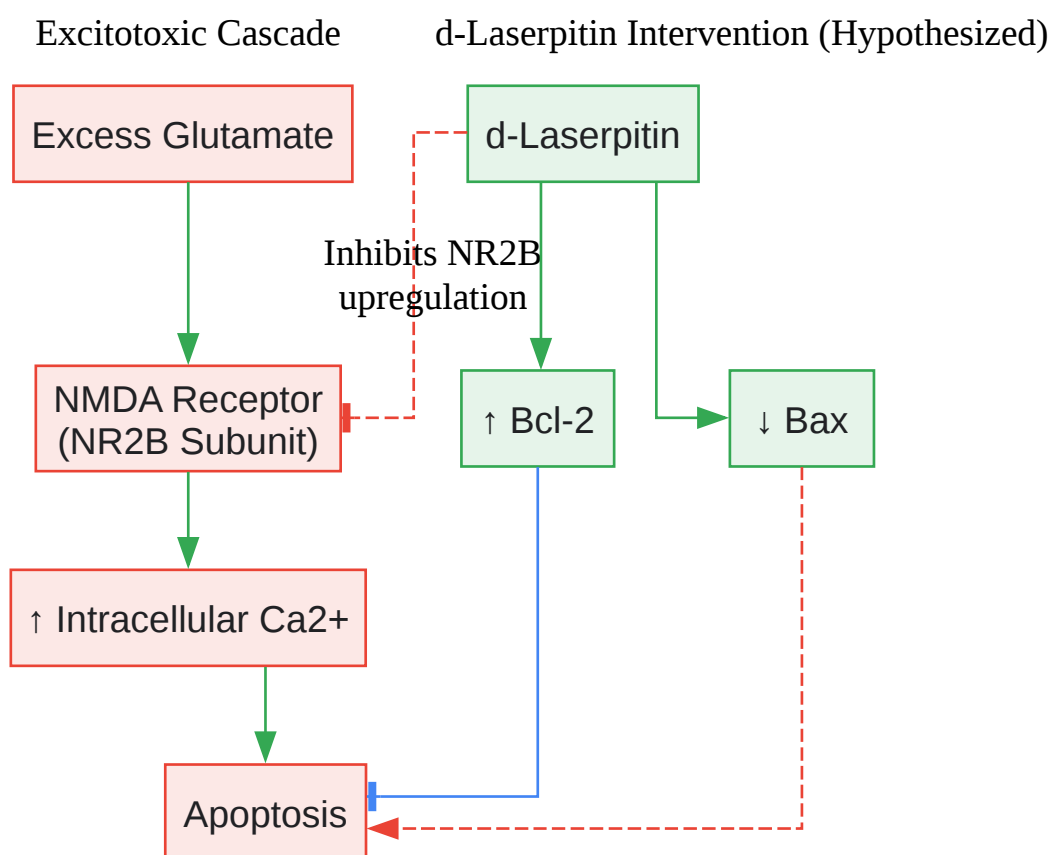 Excitotoxic Cascade
d-Laserpitin Intervention (Hypothesized)
Excess Glutamate
d-Laserpitin
Inhibits NR2B
upregulation
NMDA Receptor
(NR2B Subunit)
↑ Bcl-2
↓ Bax
↑ Intracellular Ca2+
Apoptosis